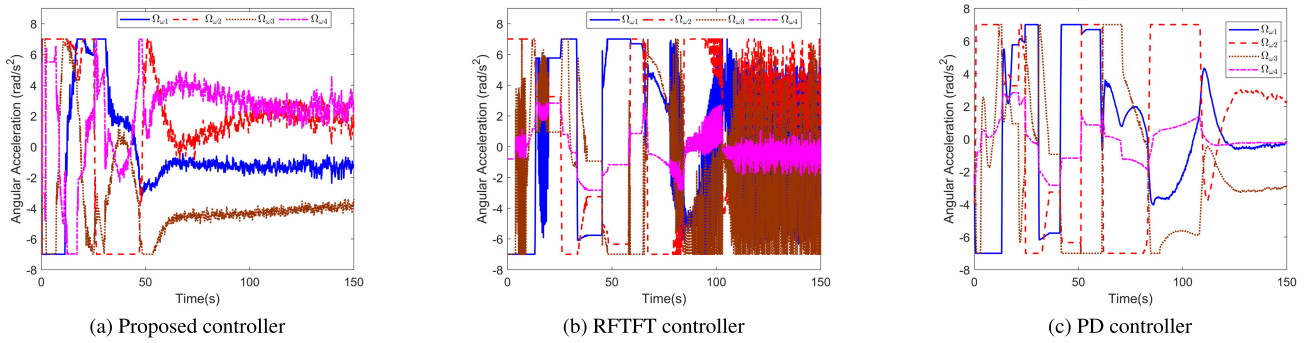 Ωω1 Ωω2 Ωω3 Ωω4
8
6
4
2
0
-2
-4
-6
-8
Angular Acceleration (rad/s²)
0 50 100 150
Time(s)
(a) Proposed controller
Ωω1 Ωω2 Ωω3 Ωω4
8
6
4
2
0
-2
-4
-6
-8
Angular Acceleration (rad/s²)
0 50 100 150
Time(s)
(b) RFTFT controller
Ωω1
Ωω2
Ωω3
Ωω4
8
6
4
2
0
-2
-4
-6
-8
Angular Acceleration (rad/s²)
0 50 100 150
Time(s)
(c) PD controller